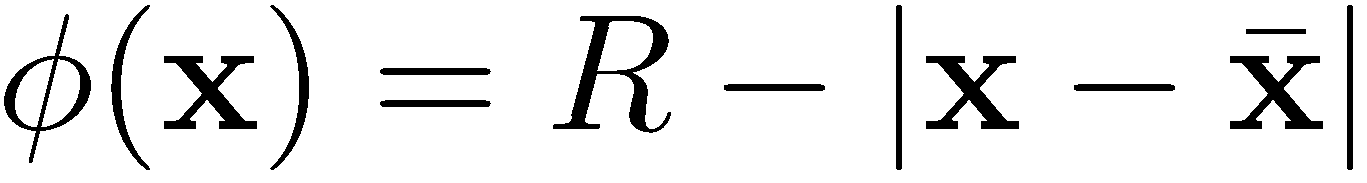 ϕ(𝐱) = R − |𝐱 − 𝐱̄|